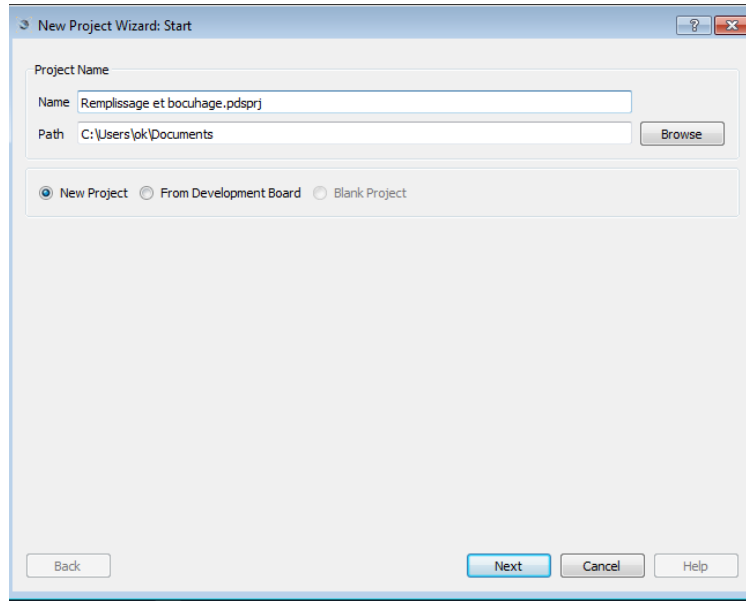 New Project Wizard: Start
Project Name
Name Remplissage et bocuhage.pdsprj
Path C:\Users\ok\Documents Browse
New Project From Development Board Blank Project
Back Next Cancel Help